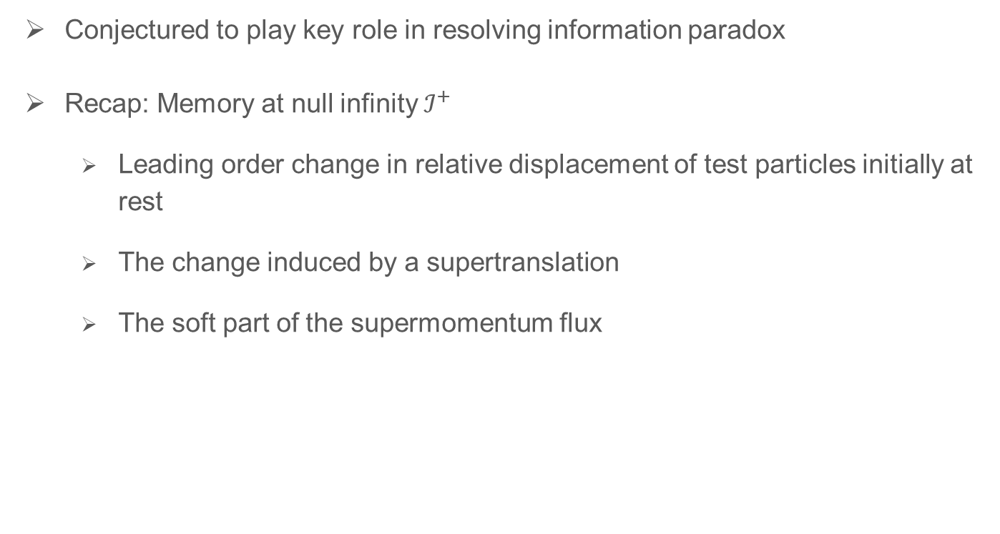 ➢ Conjectured to play key role in resolving information paradox
➢ Recap: Memory at null infinity ℐ⁺
➢ Leading order change in relative displacement of test particles initially at
rest
➢ The change induced by a supertranslation
➢ The soft part of the supermomentum flux